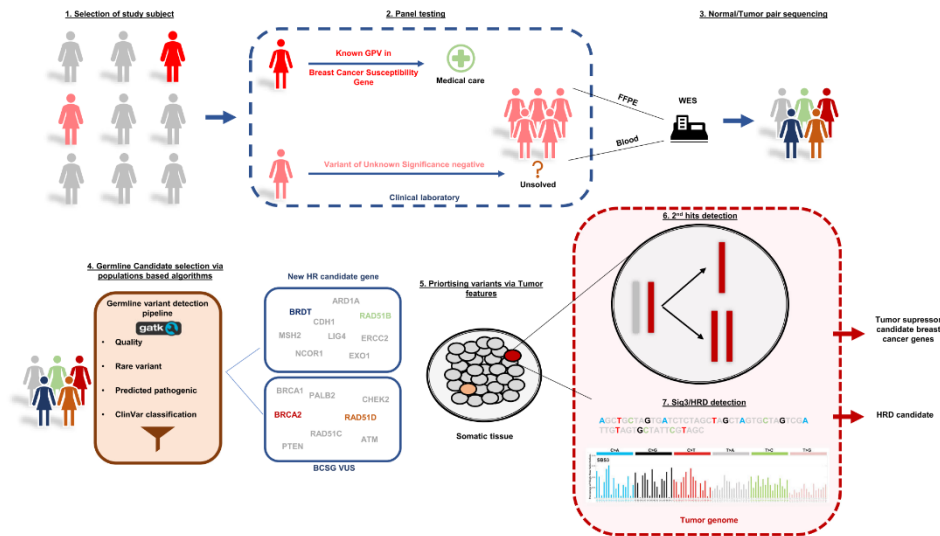 1. Selection of study subject
2. Panel testing
3. Normal/Tumor pair sequencing
Known GPV in
Breast Cancer Susceptibility
Gene
Medical care
FFPE
WES
Blood
Variant of Unknown Significance negative
?
Unsolved
Clinical laboratory
4. Germline Candidate selection via
populations based algorithms
Germline variant detection
pipeline
gatk
• Quality
• Rare variant
• Predicted pathogenic
• ClinVar classification
New HR candidate gene
ARD1A
BRDT
RAD51B
CDH1
MSH2
LIG4
ERCC2
NCOR1
EXO1
BRCA1
PALB2
CHEK2
BRCA2
RAD51D
RAD51C
ATM
PTEN
BCSG VUS
5. Priortising variants via Tumor
features
Somatic tissue
6. 2nd hits detection
7. Sig3/HRD detection
AGCTGCTAGTGATCTCTAGCTAGCTAGTGCTAGTCGA
TTGTAGTGCTATTCGTAGC
C>A
C>G
C>T
T>A
T>C
T>G
Tumor genome
Tumor supressor
candidate breast
cancer genes
HRD candidate